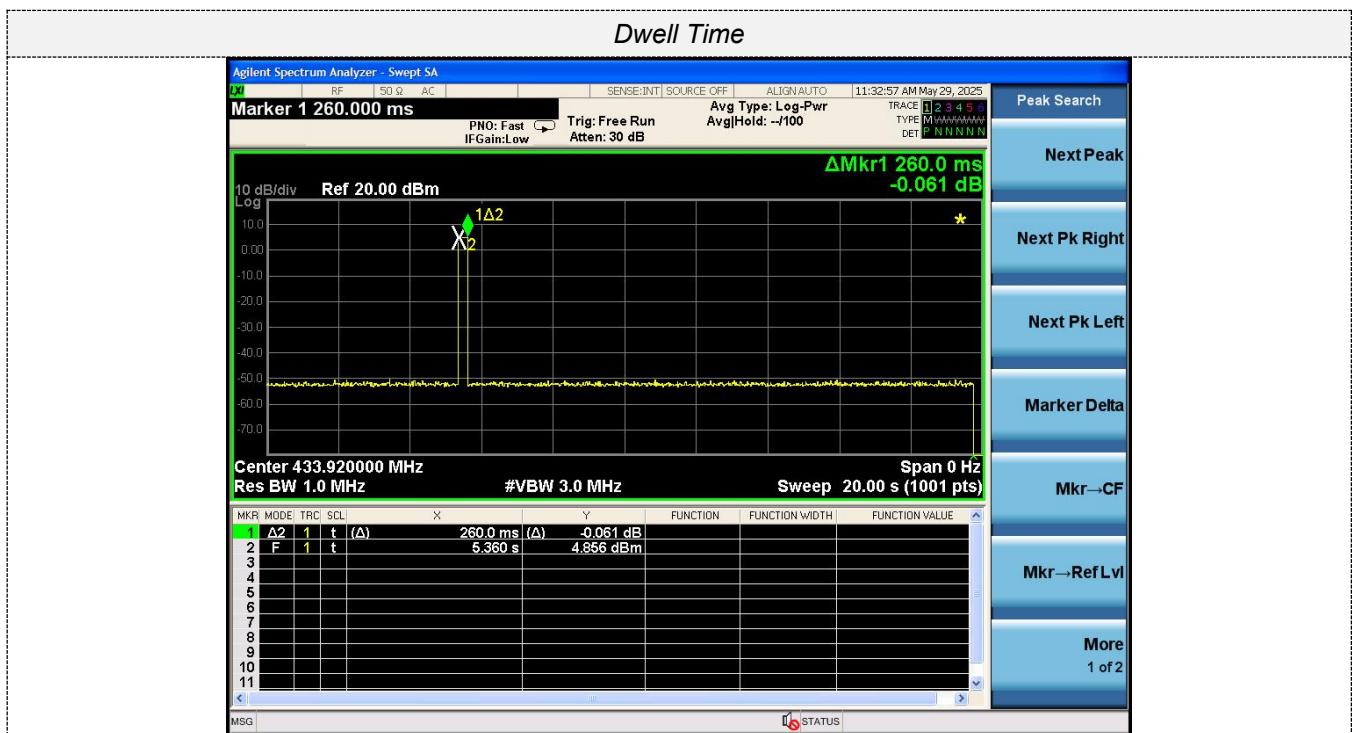 Dwell Time
Agilent Spectrum Analyzer - Swept SA
LXI RF 50 Ω AC SENSE:INT SOURCE OFF ALIGN AUTO 11:32:57 AM May 29, 2025
Marker 1 260.000 ms
PNO: Fast
IFGain:Low
Trig: Free Run
Atten: 30 dB
Avg Type: Log-Pwr
Avg|Hold: --/100
TRACE 1 2 3 4 5 6
TYPE MWWWWW
DET P N N N N N
Peak Search
ΔMkr1 260.0 ms
-0.061 dB
10 dB/div Ref 20.00 dBm
Log
1Δ2
2
*
10.0
0.00
-10.0
-20.0
-30.0
-40.0
-50.0
-60.0
-70.0
Center 433.920000 MHz Span 0 Hz
Res BW 1.0 MHz #VBW 3.0 MHz Sweep 20.00 s (1001 pts)
MKR MODE TRC SCL X Y FUNCTION FUNCTION WIDTH FUNCTION VALUE
1 Δ2 1 t (Δ) 260.0 ms (Δ) -0.061 dB
2 F 1 t 5.360 s 4.856 dBm
3
4
5
6
7
8
9
10
11
MSG STATUS
Next Peak
Next Pk Right
Next Pk Left
Marker Delta
Mkr→CF
Mkr→Ref Lvl
More
1 of 2